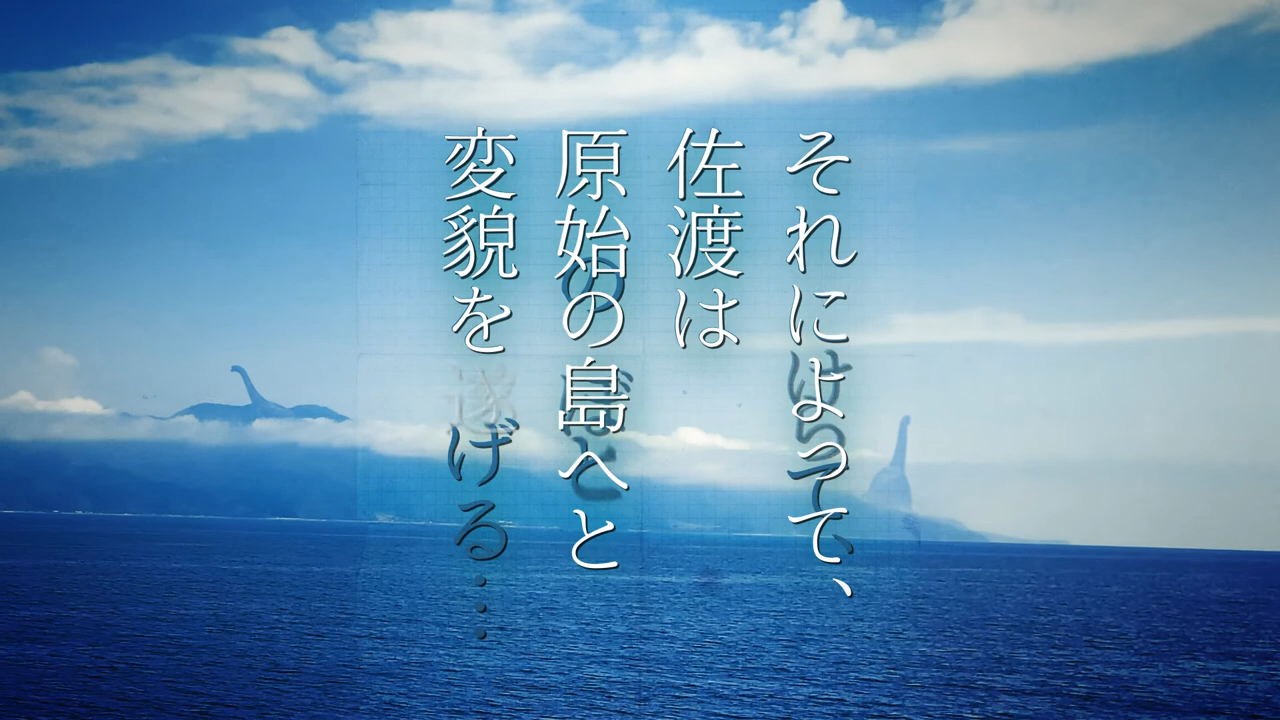 それによって、
佐渡は
原始の島へと
変貌を遂げる……